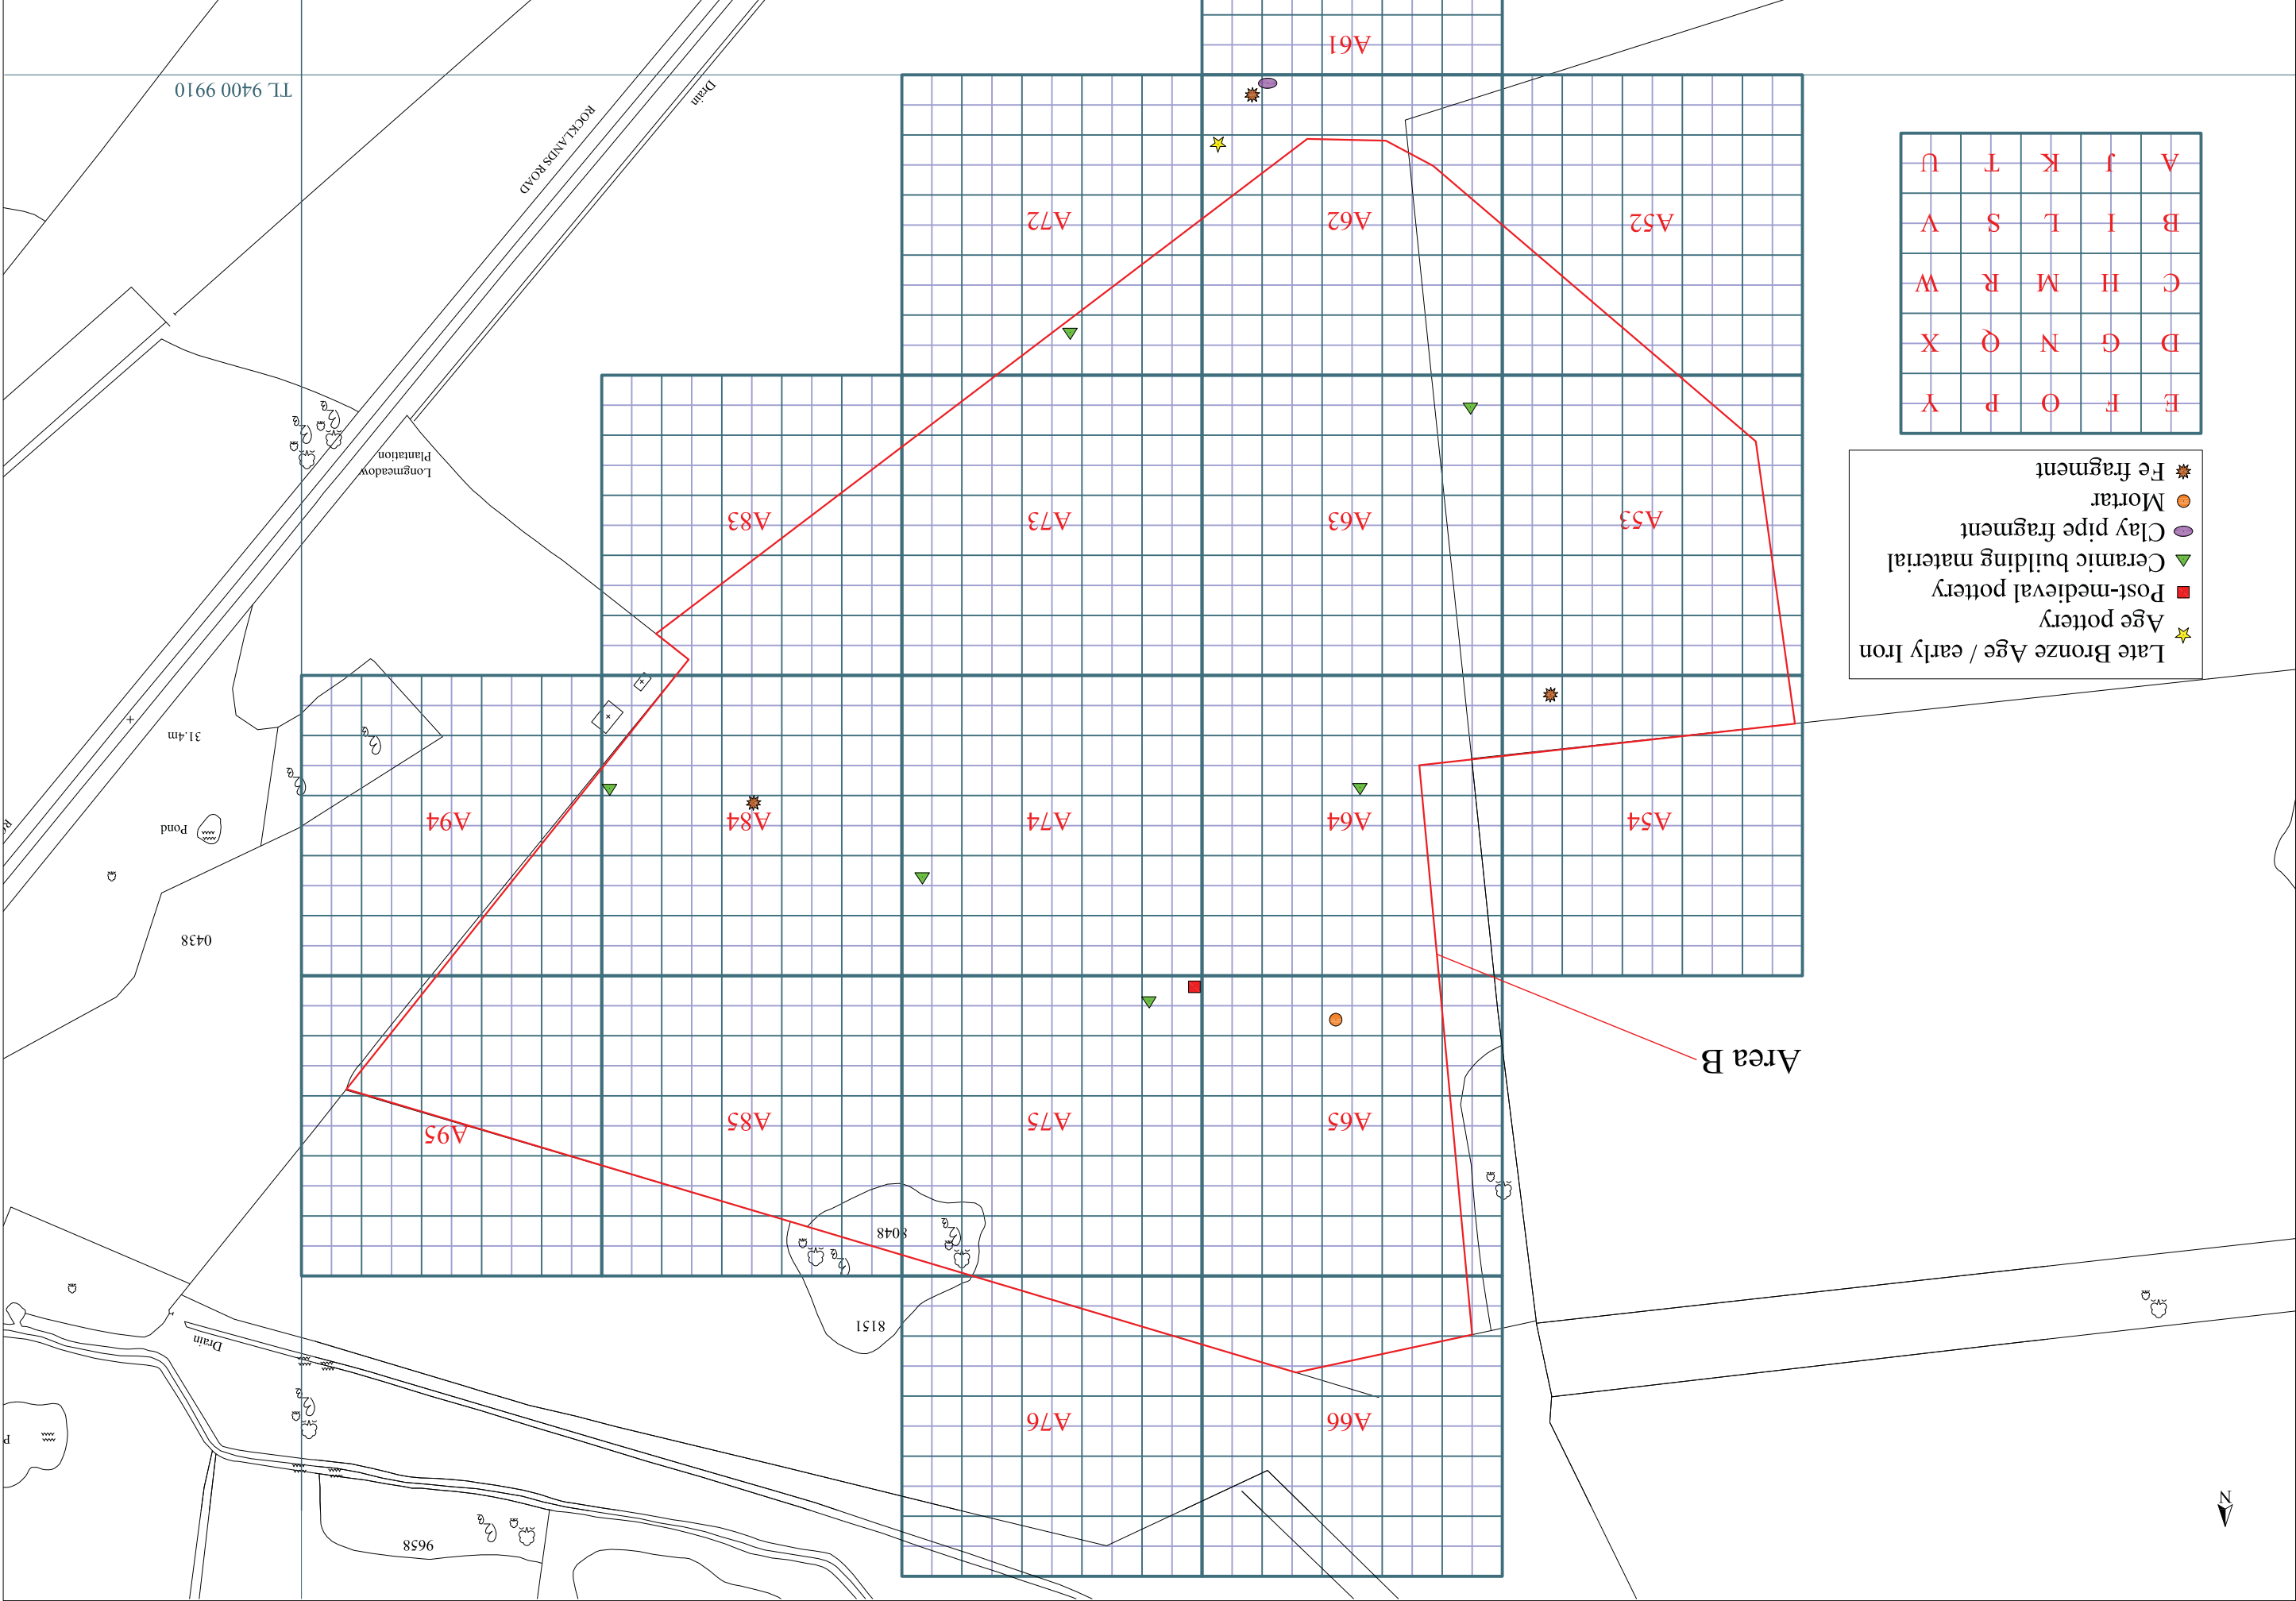 N
9658
A66
A76
Drain
8151
8048
A65
A75
A85
A95
Area B
0438
A54
A64
A74
A84
A94
Pond
31.4m
Late Bronze Age / early Iron
Age pottery
Post-medieval pottery
Ceramic building material
Clay pipe fragment
Mortar
Fe fragment
A53
A63
A73
A83
Longmeadow
Plantation
E F O P Y
D G N Q X
C H M R W
B I L S V
A J K T U
A52
A62
A72
ROCKLANDS ROAD
Drain
TL 9400 9910
A61